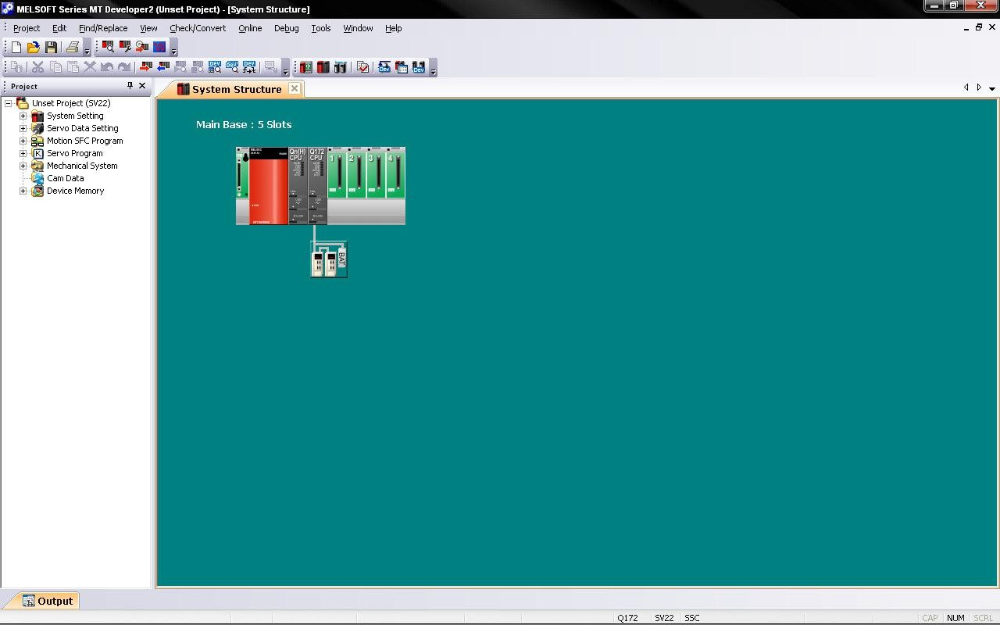 MELSOFT Series MT Developer2 (Unset Project) - [System Structure]
Project Edit Find/Replace View Check/Convert Online Debug Tools Window Help
Project
System Structure
Unset Project (SV22)
System Setting
Servo Data Setting
Motion SFC Program
Servo Program
Mechanical System
Cam Data
Device Memory
Main Base : 5 Slots
Qn(H) CPU
Q172 CPU
1 2 3 4
BAT
Output
Q172 SV22 SSC CAP NUM SCRL